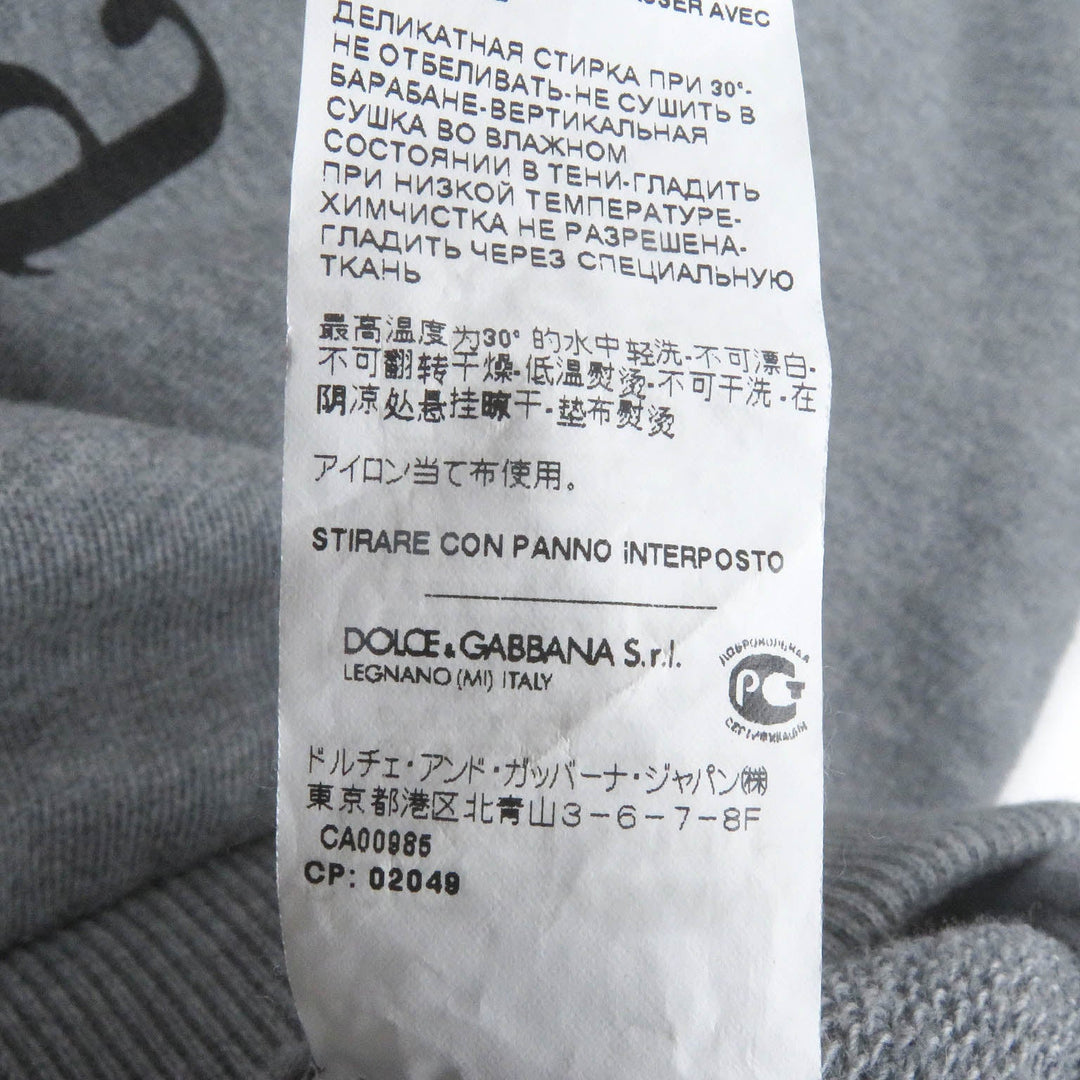 AVEC
ДЕЛИКАТНАЯ СТИРКА ПРИ 30°-
НЕ ОТБЕЛИВАТЬ-НЕ СУШИТЬ В
БАРАБАНЕ-ВЕРТИКАЛЬНАЯ
СУШКА ВО ВЛАЖНОМ
СОСТОЯНИИ В ТЕНИ-ГЛАДИТЬ
ПРИ НИЗКОЙ ТЕМПЕРАТУРЕ-
ХИМЧИСТКА НЕ РАЗРЕШЕНА-
ГЛАДИТЬ ЧЕРЕЗ СПЕЦИАЛЬНУЮ
ТКАНЬ
最高温度为30° 的水中轻洗-不可漂白-
不可翻转干燥-低温熨烫-不可干洗-在
阴凉处悬挂晾干-垫布熨烫
アイロン当て布使用。
STIRARE CON PANNO iNTERPOSTO
DOLCE & GABBANA S.r.l.
LEGNANO (MI) ITALY
ДОБРОВОЛЬНАЯ
РСТ
СЕРТИФИКАЦИЯ
ドルチェ・アンド・ガッバーナ・ジャパン㈱
東京都港区北青山3-6-7-8F
CA00985
CP: 02049